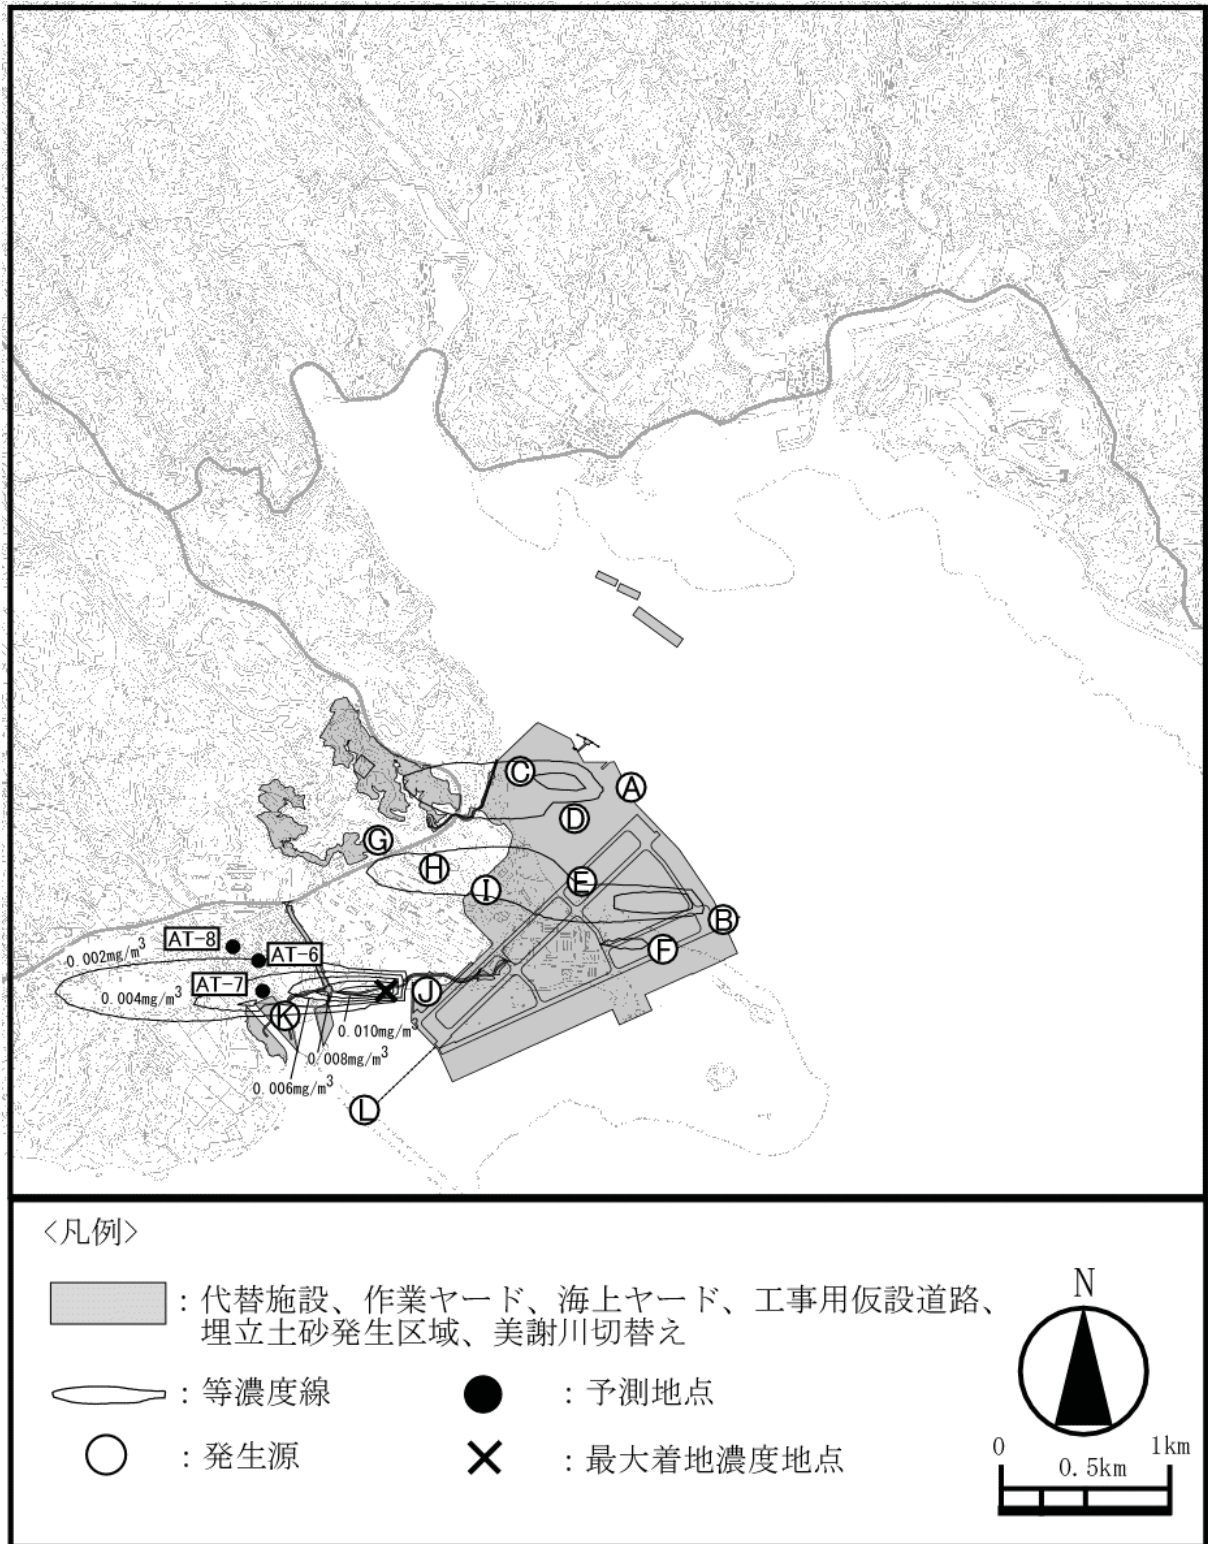 Ⓒ
Ⓐ
Ⓓ
Ⓖ
Ⓗ
Ⓔ
Ⓘ
Ⓑ
Ⓕ
AT-8
0.002mg/m³
AT-6
AT-7
0.004mg/m³
Ⓙ
Ⓚ
0.010mg/m³
0.008mg/m³
0.006mg/m³
Ⓛ
<凡例>
：代替施設、作業ヤード、海上ヤード、工事用仮設道路、
埋立土砂発生区域、美謝川切替え
：等濃度線
：予測地点
：発生源
：最大着地濃度地点
N
0
1km
0.5km